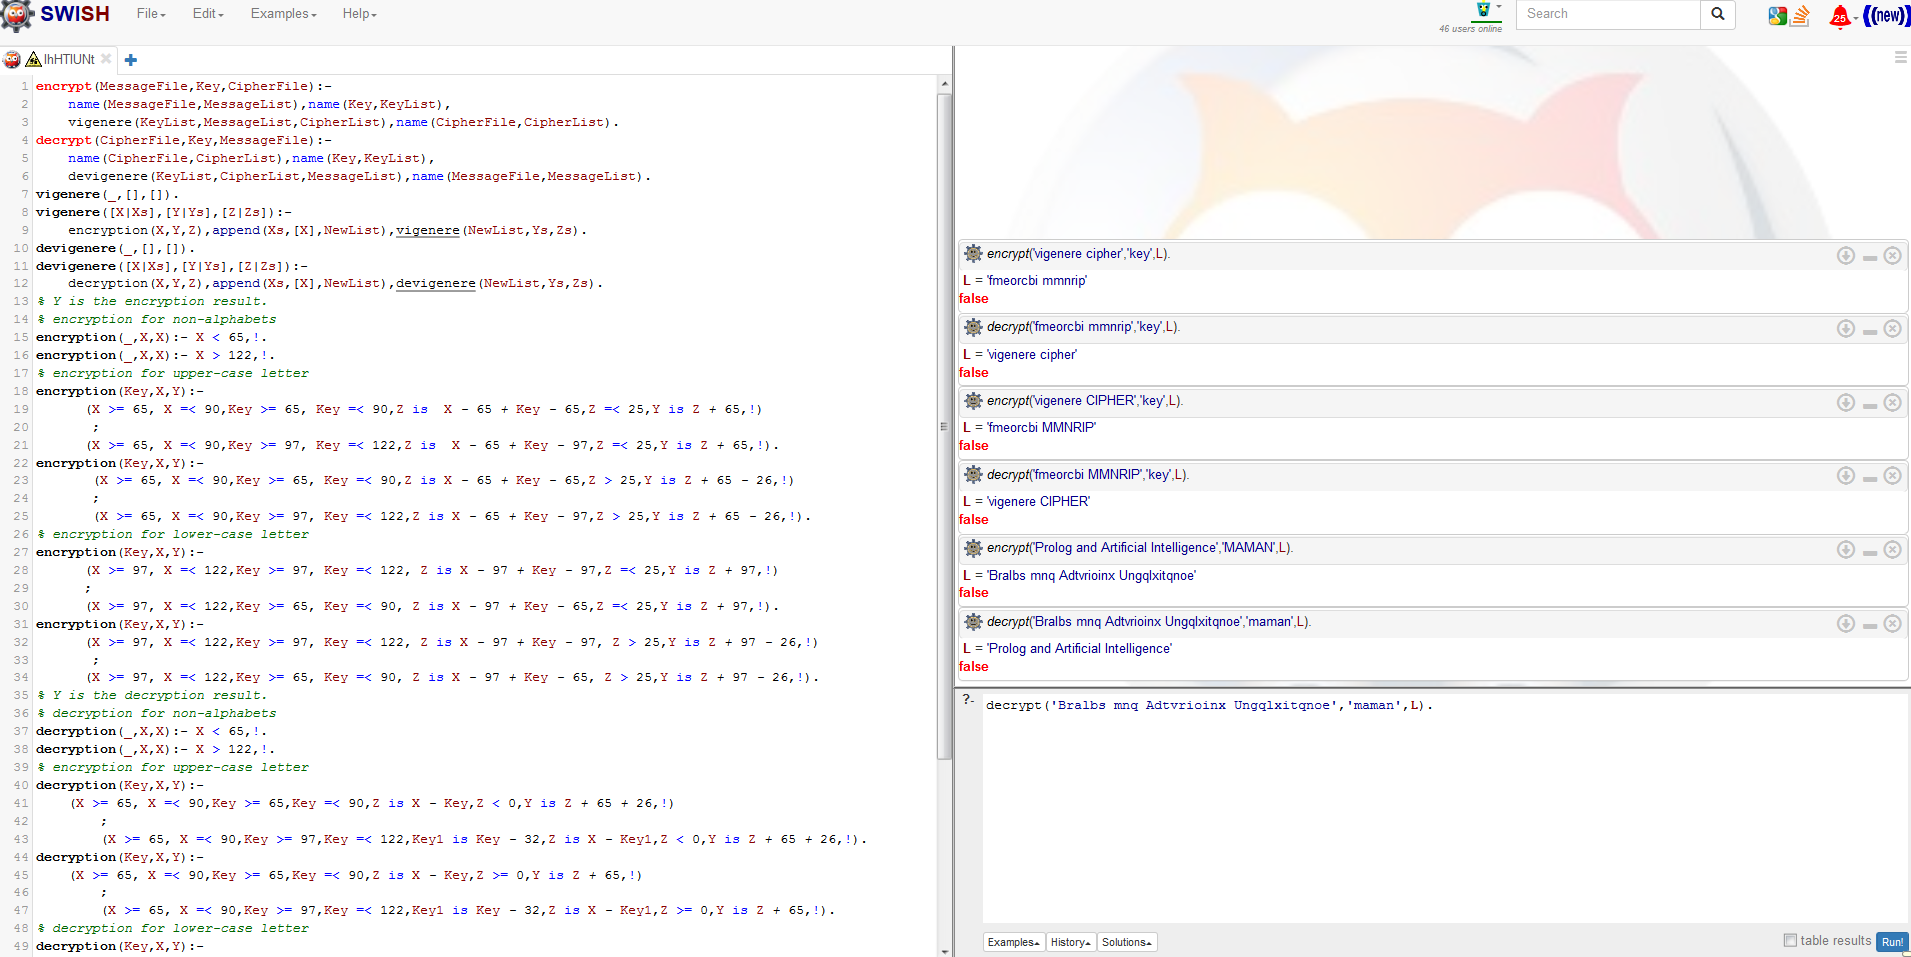 SWISH File Edit Examples Help 46 users online Search 25 ((new))
lhHTlUNt
1 encrypt(MessageFile,Key,CipherFile):-
2 name(MessageFile,MessageList),name(Key,KeyList),
3 vigenere(KeyList,MessageList,CipherList),name(CipherFile,CipherList).
4 decrypt(CipherFile,Key,MessageFile):-
5 name(CipherFile,CipherList),name(Key,KeyList),
6 devigenere(KeyList,CipherList,MessageList),name(MessageFile,MessageList).
7 vigenere(_,[],[]).
8 vigenere([X|Xs],[Y|Ys],[Z|Zs]):-
9 encryption(X,Y,Z),append(Xs,[X],NewList),vigenere(NewList,Ys,Zs).
10 devigenere(_,[],[]).
11 devigenere([X|Xs],[Y|Ys],[Z|Zs]):-
12 decryption(X,Y,Z),append(Xs,[X],NewList),devigenere(NewList,Ys,Zs).
13 % Y is the encryption result.
14 % encryption for non-alphabets
15 encryption(_,X,X):- X < 65,!.
16 encryption(_,X,X):- X > 122,!.
17 % encryption for upper-case letter
18 encryption(Key,X,Y):-
19 (X >= 65, X =< 90,Key >= 65, Key =< 90,Z is  X - 65 + Key - 65,Z =< 25,Y is Z + 65,!)
20 ;
21 (X >= 65, X =< 90,Key >= 97, Key =< 122,Z is  X - 65 + Key - 97,Z =< 25,Y is Z + 65,!).
22 encryption(Key,X,Y):-
23 (X >= 65, X =< 90,Key >= 65, Key =< 90,Z is X - 65 + Key - 65,Z > 25,Y is Z + 65 - 26,!)
24 ;
25 (X >= 65, X =< 90,Key >= 97, Key =< 122,Z is X - 65 + Key - 97,Z > 25,Y is Z + 65 - 26,!).
26 % encryption for lower-case letter
27 encryption(Key,X,Y):-
28 (X >= 97, X =< 122,Key >= 97, Key =< 122, Z is X - 97 + Key - 97,Z =< 25,Y is Z + 97,!)
29 ;
30 (X >= 97, X =< 122,Key >= 65, Key =< 90, Z is X - 97 + Key - 65,Z =< 25,Y is Z + 97,!).
31 encryption(Key,X,Y):-
32 (X >= 97, X =< 122,Key >= 97, Key =< 122, Z is X - 97 + Key - 97, Z > 25,Y is Z + 97 - 26,!)
33 ;
34 (X >= 97, X =< 122,Key >= 65, Key =< 90, Z is X - 97 + Key - 65, Z > 25,Y is Z + 97 - 26,!).
35 % Y is the decryption result.
36 % decryption for non-alphabets
37 decryption(_,X,X):- X < 65,!.
38 decryption(_,X,X):- X > 122,!.
39 % encryption for upper-case letter
40 decryption(Key,X,Y):-
41 (X >= 65, X =< 90,Key >= 65,Key =< 90,Z is X - Key,Z < 0,Y is Z + 65 + 26,!)
42 ;
43 (X >= 65, X =< 90,Key >= 97,Key =< 122,Key1 is Key - 32,Z is X - Key1,Z < 0,Y is Z + 65 + 26,!).
44 decryption(Key,X,Y):-
45 (X >= 65, X =< 90,Key >= 65,Key =< 90,Z is X - Key,Z >= 0,Y is Z + 65,!)
46 ;
47 (X >= 65, X =< 90,Key >= 97,Key =< 122,Key1 is Key - 32,Z is X - Key1,Z >= 0,Y is Z + 65,!).
48 % decryption for lower-case letter
49 decryption(Key,X,Y):-
encrypt('vigenere cipher','key',L).
L = 'fmeorcbi mmnrip'
false
decrypt('fmeorcbi mmnrip','key',L).
L = 'vigenere cipher'
false
encrypt('vigenere CIPHER','key',L).
L = 'fmeorcbi MMNRIP'
false
decrypt('fmeorcbi MMNRIP','key',L).
L = 'vigenere CIPHER'
false
encrypt('Prolog and Artificial Intelligence','MAMAN',L).
L = 'Bralbs mnq Adtvrioinx Ungqlxitqnoe'
false
decrypt('Bralbs mnq Adtvrioinx Ungqlxitqnoe','maman',L).
L = 'Prolog and Artificial Intelligence'
false
?- decrypt('Bralbs mnq Adtvrioinx Ungqlxitqnoe','maman',L).
Examples History Solutions table results Run!